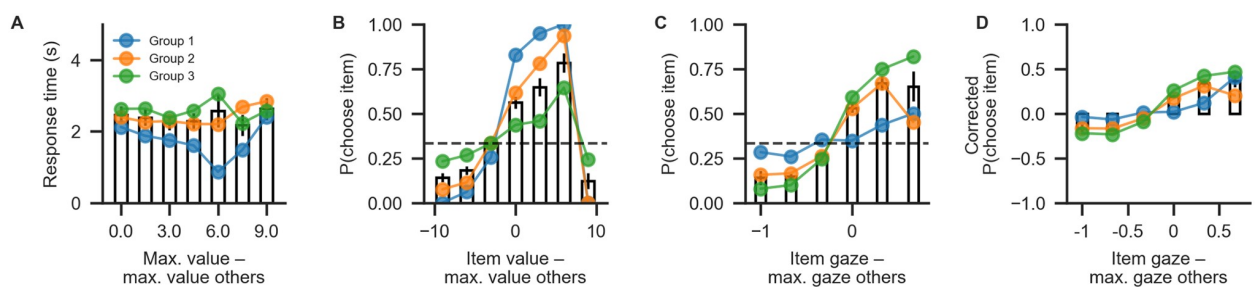 A
Response time (s)
4
2
0
Group 1
Group 2
Group 3
0.0 3.0 6.0 9.0
Max. value –
max. value others
B
P(choose item)
1.00
0.75
0.50
0.25
0.00
−10 0 10
Item value –
max. value others
C
P(choose item)
1.00
0.75
0.50
0.25
0.00
−1 0
Item gaze –
max. gaze others
D
Corrected
P(choose item)
1.0
0.5
0.0
−0.5
−1.0
-1 -0.5 0 0.5
Item gaze –
max. gaze others